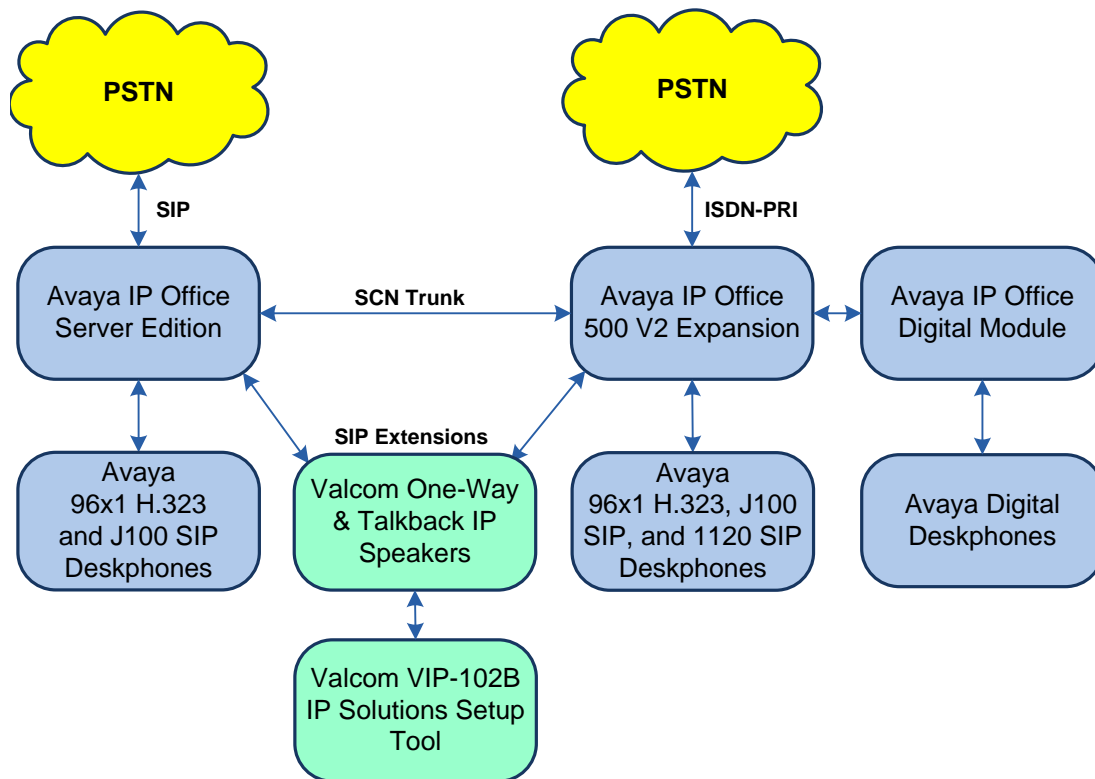 PSTN
PSTN
SIP
ISDN-PRI
Avaya IP Office
Server Edition
SCN Trunk
Avaya IP Office
500 V2 Expansion
Avaya IP Office
Digital Module
SIP Extensions
Avaya
96x1 H.323
and J100 SIP
Deskphones
Valcom One-Way
& Talkback IP
Speakers
Avaya
96x1 H.323, J100
SIP, and 1120 SIP
Deskphones
Avaya Digital
Deskphones
Valcom VIP-102B
IP Solutions Setup
Tool